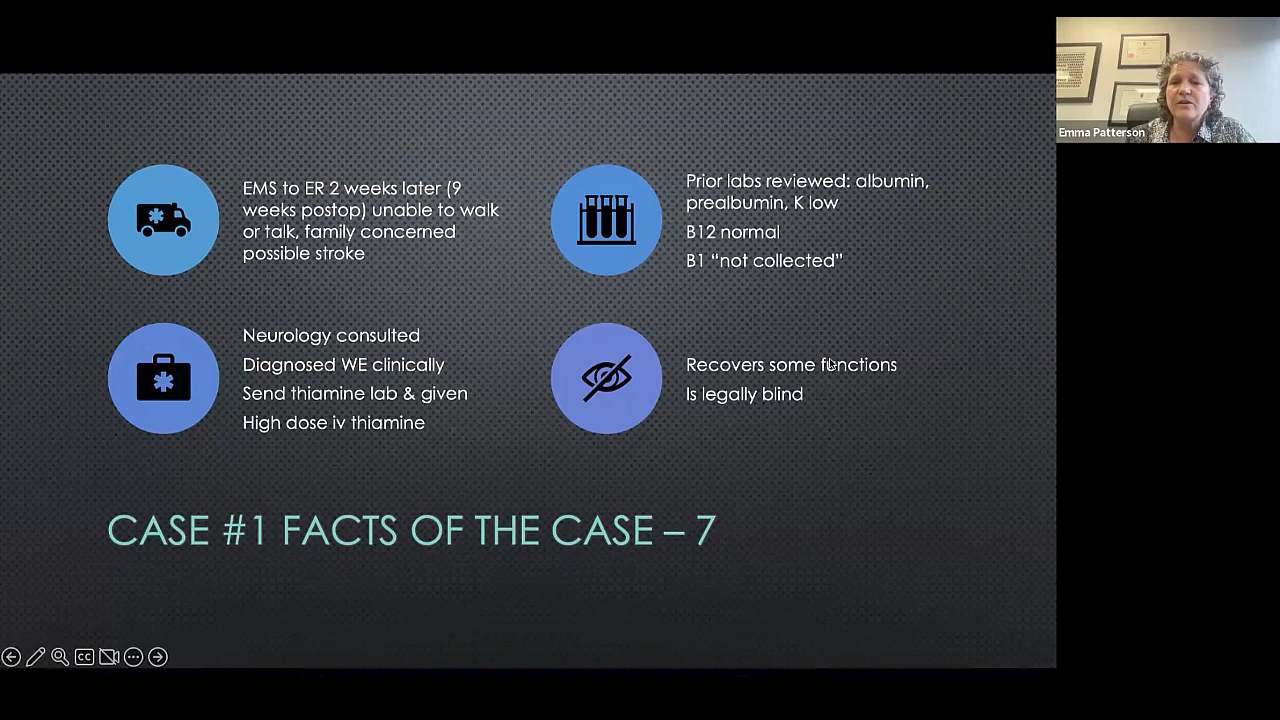 Emma Patterson
EMS to ER 2 weeks later (9
weeks postop) unable to walk
or talk, family concerned
possible stroke
Prior labs reviewed: albumin,
prealbumin, K low
B12 normal
B1 “not collected”
Neurology consulted
Diagnosed WE clinically
Send thiamine lab & given
High dose iv thiamine
Recovers some functions
Is legally blind
CASE #1 FACTS OF THE CASE – 7
CC